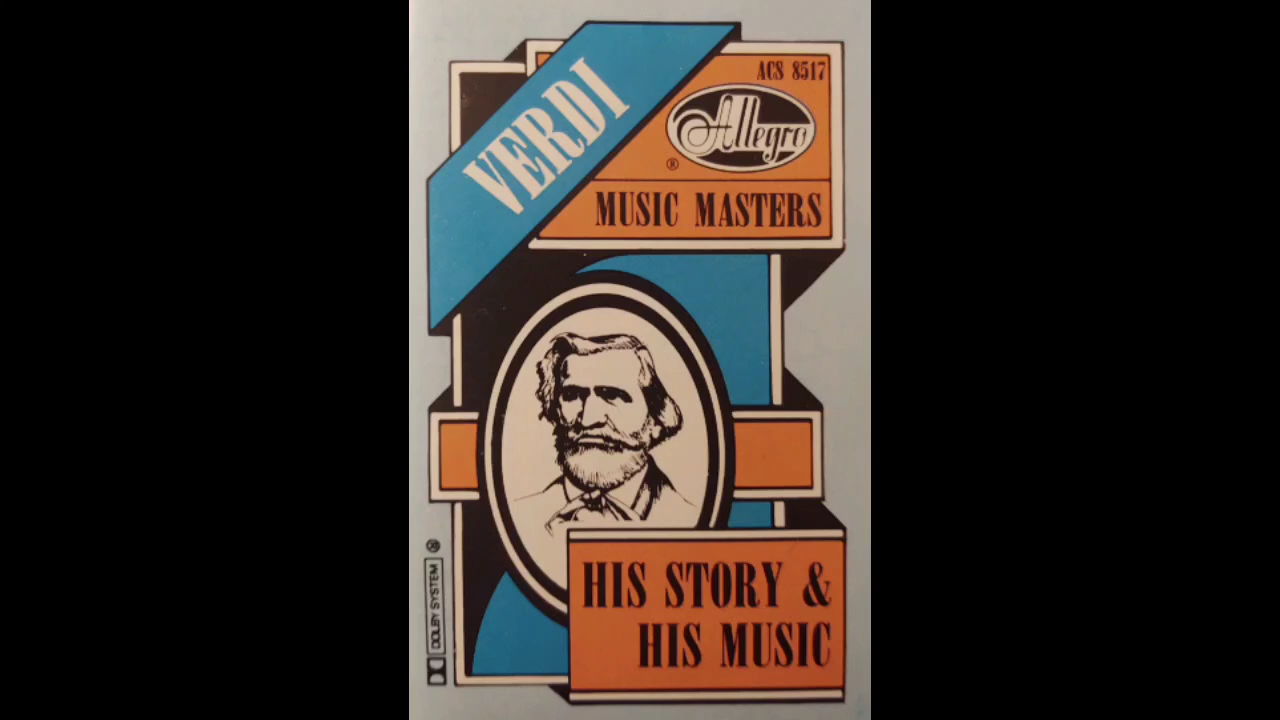 VERDI
ACS 8517
Allegro
®
MUSIC MASTERS
HIS STORY &
HIS MUSIC
DOLBY SYSTEM ®